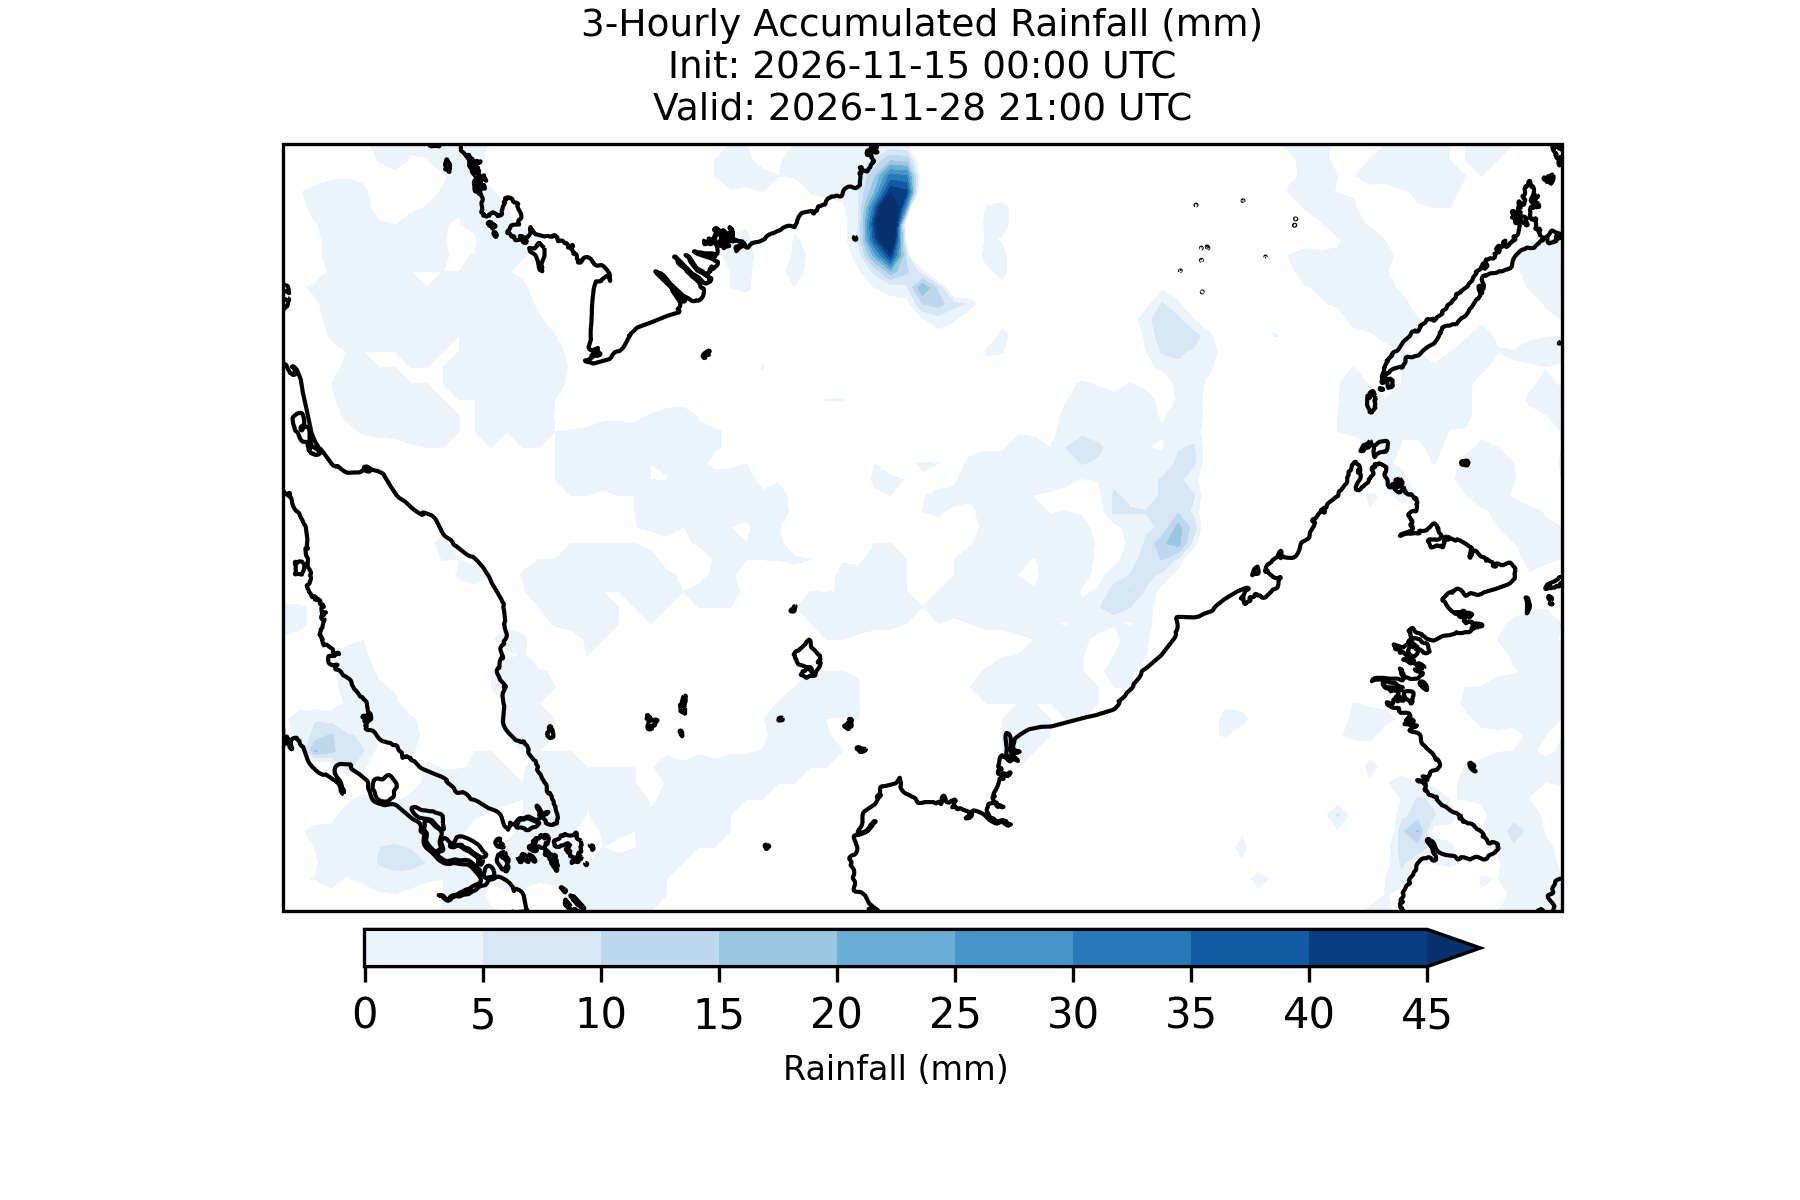 3-Hourly Accumulated Rainfall (mm)
Init: 2026-11-15 00:00 UTC
Valid: 2026-11-28 21:00 UTC
0 5 10 15 20 25 30 35 40 45
Rainfall (mm)